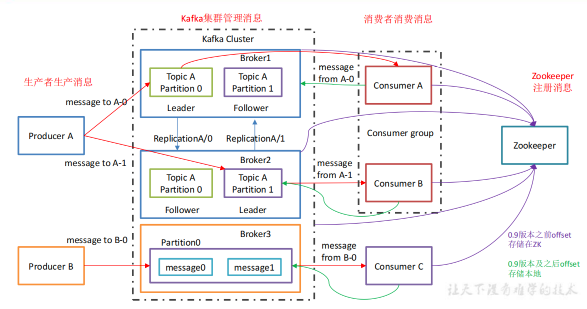 Kafka集群管理消息
消费者消费消息
Kafka Cluster
生产者生产消息
Zookeeper
注册消息
Broker1
message
from A-0
Topic A
Partition 0
Topic A
Partition 1
Consumer A
message to A-0
Leader
Follower
Producer A
ReplicationA/0
ReplicationA/1
Consumer group
Zookeeper
message to A-1
Broker2
message
from A-1
Topic A
Partition 0
Topic A
Partition 1
Consumer B
Follower
Leader
Broker3
message to B-0
Partition0
message
from B-0
0.9版本之前offset
存储在ZK
Producer B
message0
message1
Consumer C
0.9版本及之后offset
存储本地
让天下没有难学的技术